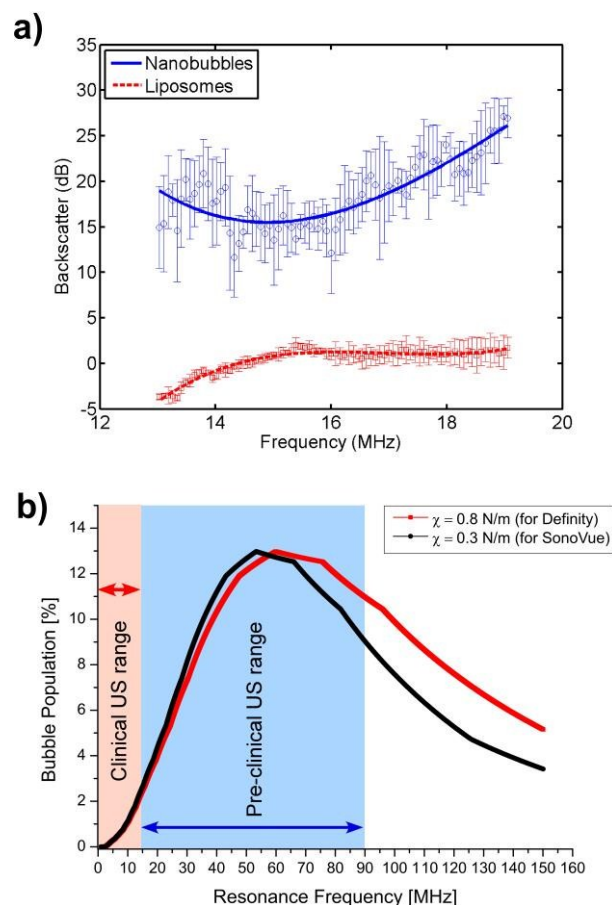 a)
35
30
25
20
15
10
5
0
-5
Nanobubbles
Liposomes
Backscatter (dB)
12 14 16 18 20
Frequency (MHz)
b)
14
12
10
8
6
4
2
0
Bubble Population [%]
Clinical US range
Pre-clinical US range
χ = 0.8 N/m (for Definity)
χ = 0.3 N/m (for SonoVue)
0 10 20 30 40 50 60 70 80 90 100 110 120 130 140 150 160
Resonance Frequency [MHz]